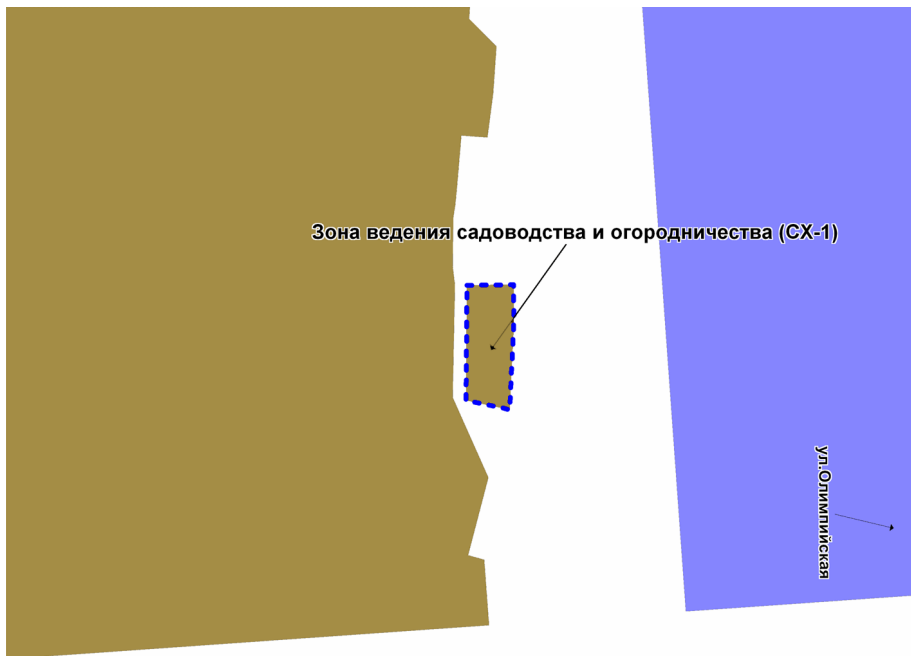 Зона ведения садоводства и огородничества (СХ-1)
ул.Олимпийская